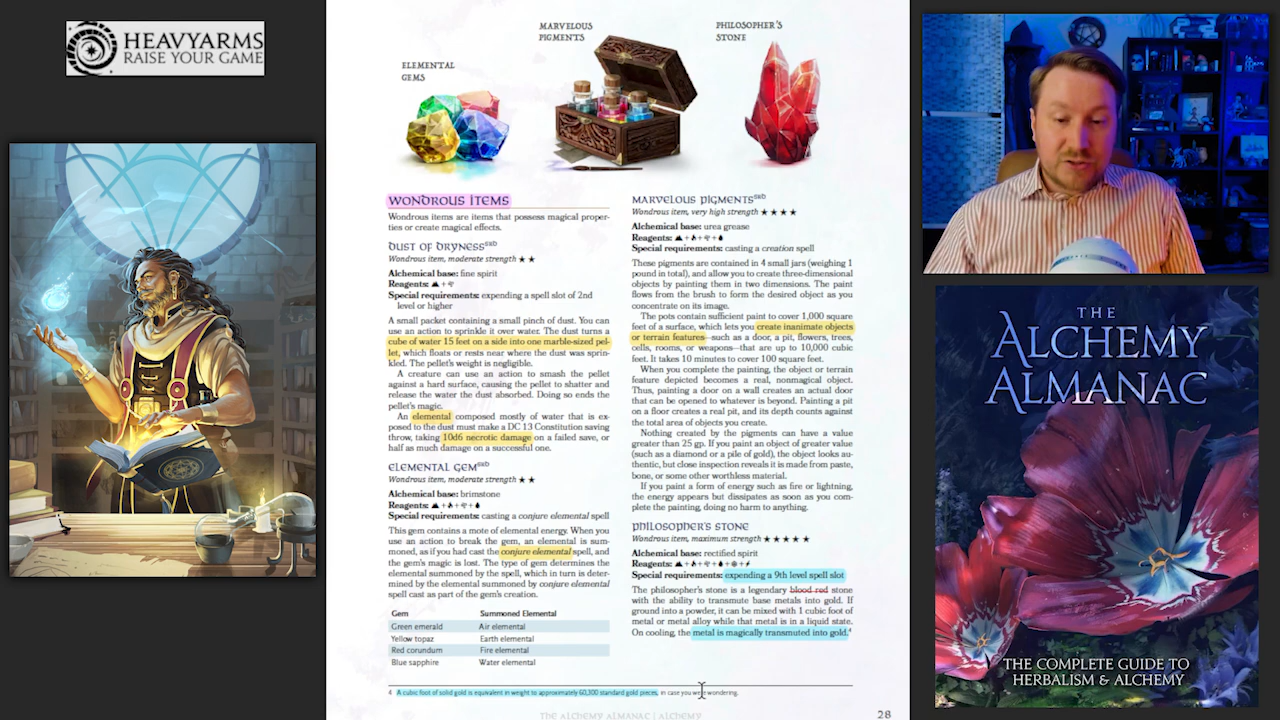 HEAVYARMS
RAISE YOUR GAME
ELEMENTAL
GEMS
MARVELOUS
PIGMENTS
PHILOSOPHER'S
STONE
WONDROUS ITEMS
Wondrous items are items that possess magical proper-
ties or create magical effects.
DUST OF DRYNESS
Wondrous item, moderate strength ★ ★
Alchemical base: fine spirit
Reagents:
Special requirements: expending a spell slot of 2nd
level or higher
A small packet containing a small pinch of dust. You can
use an action to sprinkle it over water. The dust turns a
cube of water 15 feet on a side into one marble-sized pel-
let, which floats or rests near where the dust was sprin-
kled. The pellet's weight is negligible.
A creature can use an action to smash the pellet
against a hard surface, causing the pellet to shatter and
release the water the dust absorbed. Doing so ends the
pellet's magic.
An elemental composed mostly of water that is ex-
posed to the dust must make a DC 13 Constitution saving
throw, taking 10d6 necrotic damage on a failed save, or
half as much damage on a successful one.
ELEMENTAL GEM
Wondrous item, moderate strength ★ ★
Alchemical base: brimstone
Reagents:
Special requirements: casting a conjure elemental spell
This gem contains a mote of elemental energy. When you
use an action to break the gem, an elemental is sum-
moned, as if you had cast the conjure elemental spell, and
the gem's magic is lost. The type of gem determines the
elemental summoned by the spell, which in turn is deter-
mined by the elemental summoned by conjure elemental
spell cast as part of the gem's creation.
Gem Summoned Elemental
Green emerald Air elemental
Yellow topaz Earth elemental
Red corundum Fire elemental
Blue sapphire Water elemental
MARVELOUS PIGMENTS
Wondrous item, very high strength ★ ★ ★ ★
Alchemical base: urea grease
Reagents:
Special requirements: casting a creation spell
These pigments are contained in 4 small jars (weighing 1
pound in total), and allow you to create three-dimensional
objects by painting them in two dimensions. The paint
flows from the brush to form the desired object as you
concentrate on its image.
The pots contain sufficient paint to cover 1,000 square
feet of a surface, which lets you create inanimate objects
or terrain features—such as a door, a pit, flowers, trees,
cells, rooms, or weapons—that are up to 10,000 cubic
feet. It takes 10 minutes to cover 100 square feet.
When you complete the painting, the object or terrain
feature depicted becomes a real, nonmagical object.
Thus, painting a door on a wall creates an actual door
that can be opened to whatever is beyond. Painting a pit
on a floor creates a real pit, and its depth counts against
the total area of objects you create.
Nothing created by the pigments can have a value
greater than 25 gp. If you paint an object of greater value
(such as a diamond or a pile of gold), the object looks au-
thentic, but close inspection reveals it is made from paste,
bone, or some other worthless material.
If you paint a form of energy such as fire or lightning,
the energy appears but dissipates as soon as you com-
plete the painting, doing no harm to anything.
PHILOSOPHER'S STONE
Wondrous item, maximum strength ★ ★ ★ ★ ★
Alchemical base: rectified spirit
Reagents:
Special requirements: expending a 9th level spell slot
The philosopher's stone is a legendary blood red stone
with the ability to transmute base metals into gold. If
ground into a powder, it can be mixed with 1 cubic foot of
metal or metal alloy while that metal is in a liquid state.
On cooling, the metal is magically transmuted into gold.⁴
4 A cubic foot of solid gold is equivalent in weight to approximately 60,300 standard gold pieces, in case you were wondering.
THE ALCHEMY ALMANAC | ALCHEMY
28
THE
ALCHEMY
ALMANAC
THE COMPLETE GUIDE TO
HERBALISM & ALCHEMY